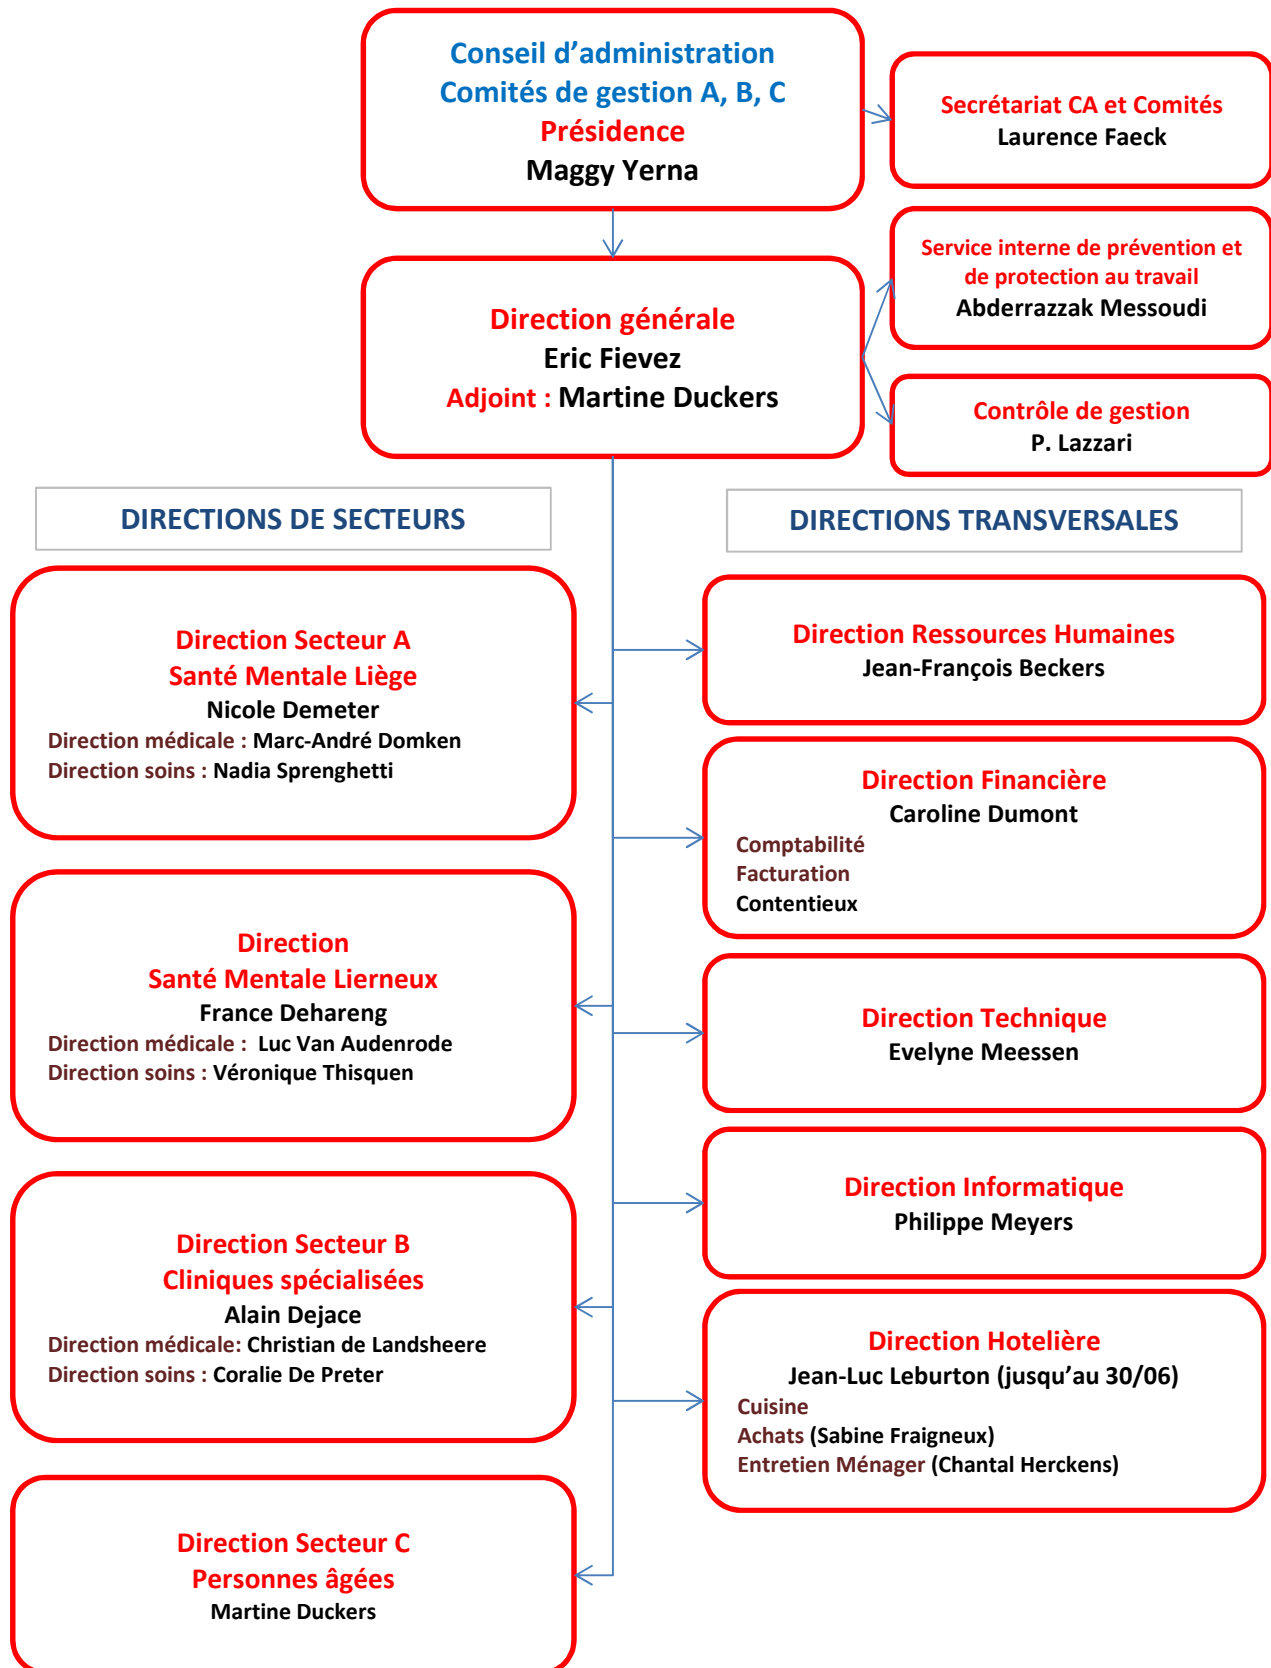 Conseil d’administration
Comités de gestion A, B, C
Présidence
Maggy Yerna
Secrétariat CA et Comités
Laurence Faeck
Service interne de prévention et
de protection au travail
Abderrazzak Messoudi
Direction générale
Eric Fievez
Adjoint : Martine Duckers
Contrôle de gestion
P. Lazzari
DIRECTIONS DE SECTEURS
DIRECTIONS TRANSVERSALES
Direction Secteur A
Santé Mentale Liège
Nicole Demeter
Direction médicale : Marc-André Domken
Direction soins : Nadia Sprenghetti
Direction
Santé Mentale Lierneux
France Dehareng
Direction médicale :  Luc Van Audenrode
Direction soins : Véronique Thisquen
Direction Secteur B
Cliniques spécialisées
Alain Dejace
Direction médicale: Christian de Landsheere
Direction soins : Coralie De Preter
Direction Secteur C
Personnes âgées
Martine Duckers
Direction Ressources Humaines
Jean-François Beckers
Direction Financière
Caroline Dumont
Comptabilité
Facturation
Contentieux
Direction Technique
Evelyne Meessen
Direction Informatique
Philippe Meyers
Direction Hotelière
Jean-Luc Leburton (jusqu’au 30/06)
Cuisine
Achats (Sabine Fraigneux)
Entretien Ménager (Chantal Herckens)